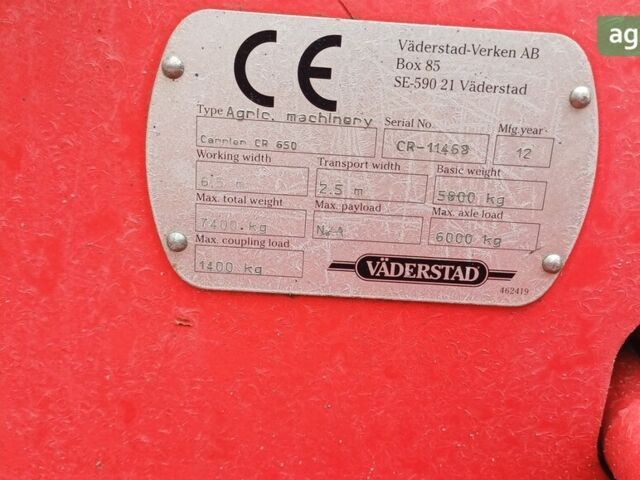 ag
CE
Väderstad-Verken AB
Box 85
SE-590 21 Väderstad
Type Agric. machinery Serial No. Mfg.year
Carrier CR 650 CR-11468 12
Working width Transport width Basic weight
6.5 m 2.5 m 5800 kg
Max. total weight Max. payload Max. axle load
7400 kg N/A 6000 kg
Max. coupling load
1400 kg
VÄDERSTAD
462419